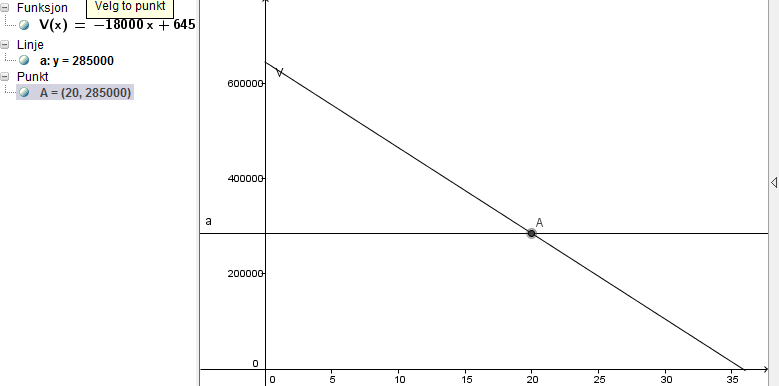 Funksjon
Velg to punkt
V(x) = −18000 x + 645
Linje
a: y = 285000
Punkt
A = (20, 285000)
V
600000
400000
a
A
200000
0
0 5 10 15 20 25 30 35